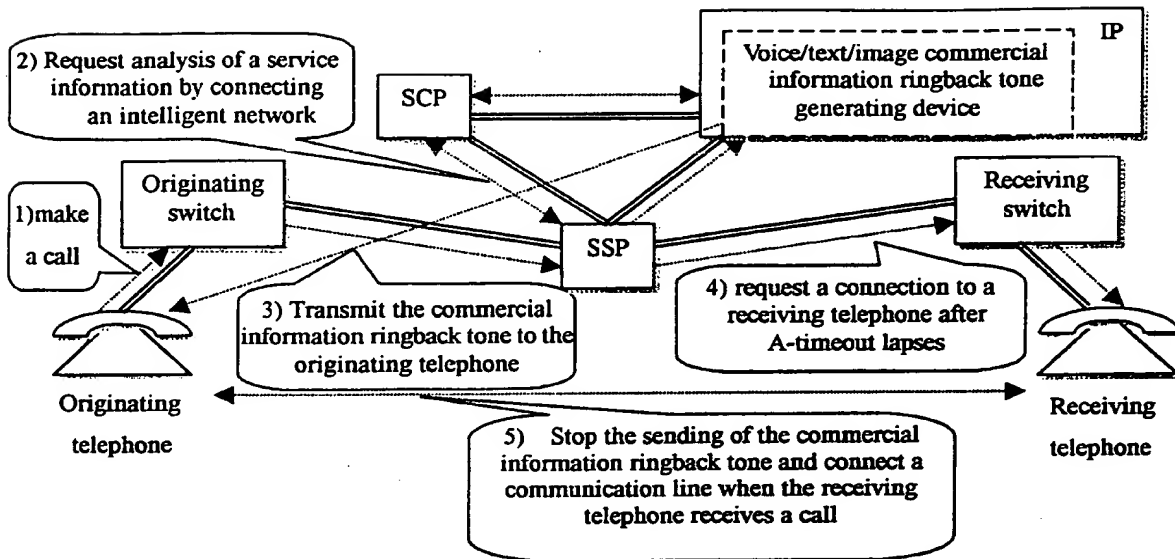 2) Request analysis of a service
information by connecting
an intelligent network
SCP
IP
Voice/text/image commercial
information ringback tone
generating device
1)make
a call
Originating
switch
SSP
Receiving
switch
3) Transmit the commercial
information ringback tone to the
originating telephone
4) request a connection to a
receiving telephone after
A-timeout lapses
Originating
telephone
Receiving
telephone
5) Stop the sending of the commercial
information ringback tone and connect a
communication line when the receiving
telephone receives a call